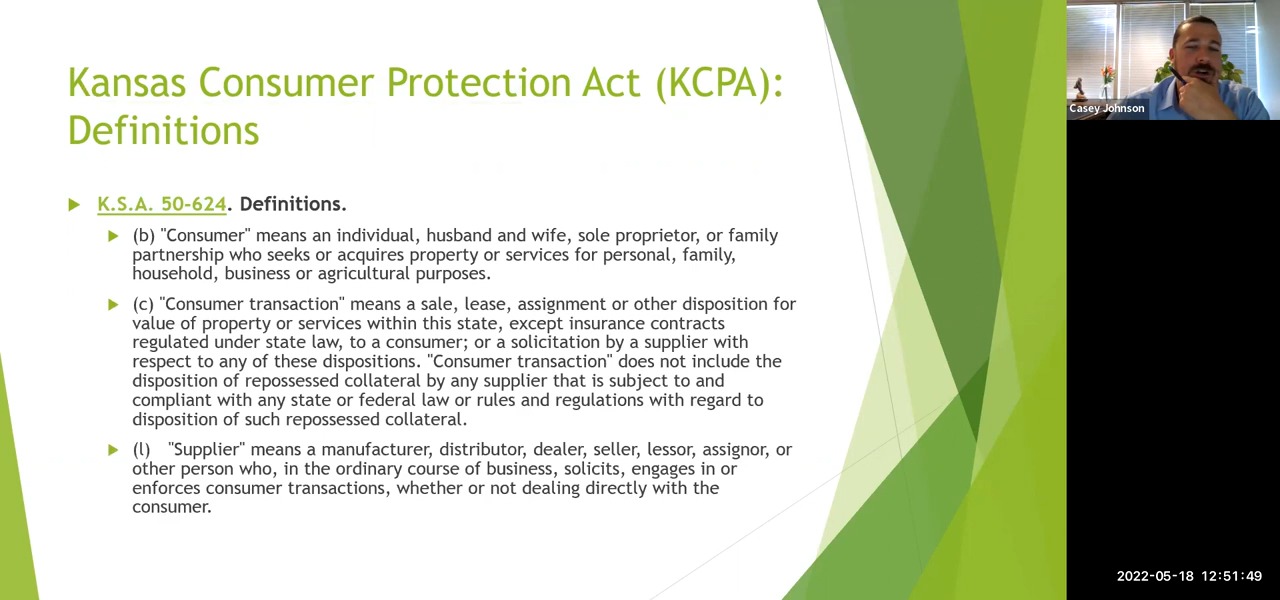 Kansas Consumer Protection Act (KCPA):
Definitions
K.S.A. 50-624. Definitions.
(b) "Consumer" means an individual, husband and wife, sole proprietor, or family
partnership who seeks or acquires property or services for personal, family,
household, business or agricultural purposes.
(c) "Consumer transaction" means a sale, lease, assignment or other disposition for
value of property or services within this state, except insurance contracts
regulated under state law, to a consumer; or a solicitation by a supplier with
respect to any of these dispositions. "Consumer transaction" does not include the
disposition of repossessed collateral by any supplier that is subject to and
compliant with any state or federal law or rules and regulations with regard to
disposition of such repossessed collateral.
(l) "Supplier" means a manufacturer, distributor, dealer, seller, lessor, assignor, or
other person who, in the ordinary course of business, solicits, engages in or
enforces consumer transactions, whether or not dealing directly with the
consumer.
Casey Johnson
2022-05-18 12:51:49